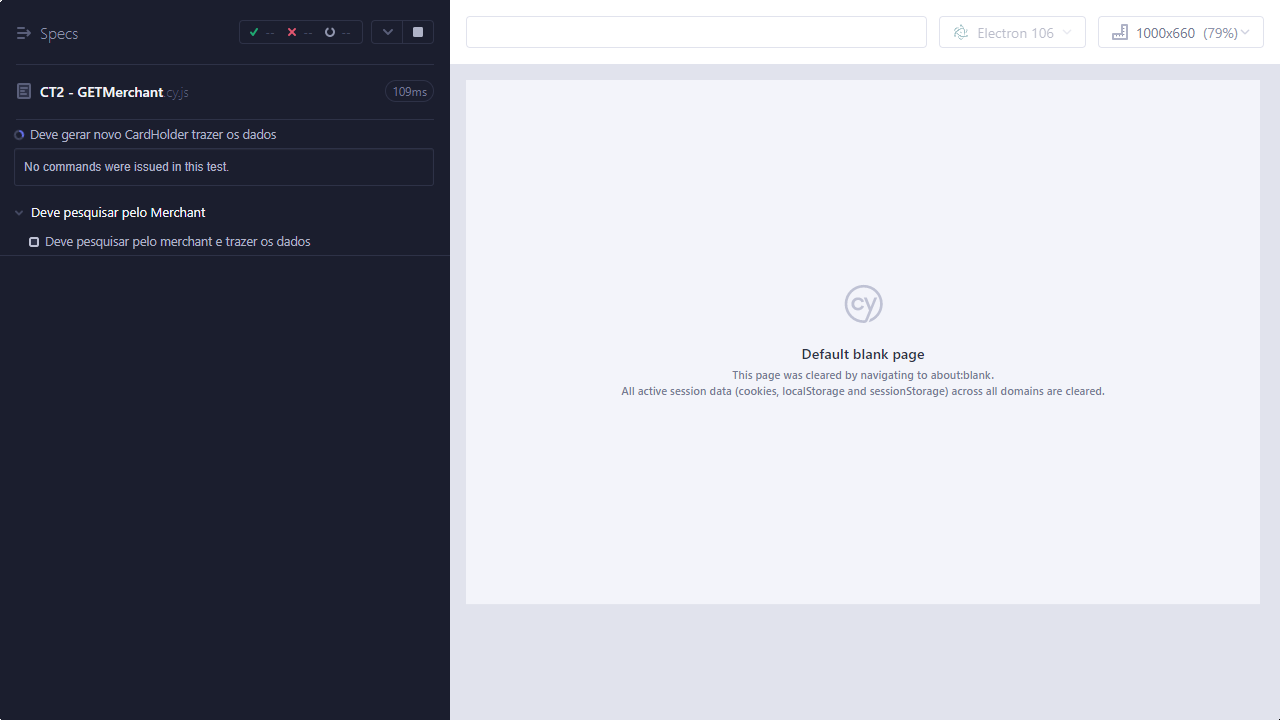 Specs
-- -- --
CT2 - GETMerchant.cy.js
109ms
Deve gerar novo CardHolder trazer os dados
No commands were issued in this test.
Deve pesquisar pelo Merchant
Deve pesquisar pelo merchant e trazer os dados
Electron 106
1000x660 (79%)
cy
Default blank page
This page was cleared by navigating to about:blank.
All active session data (cookies, localStorage and sessionStorage) across all domains are cleared.